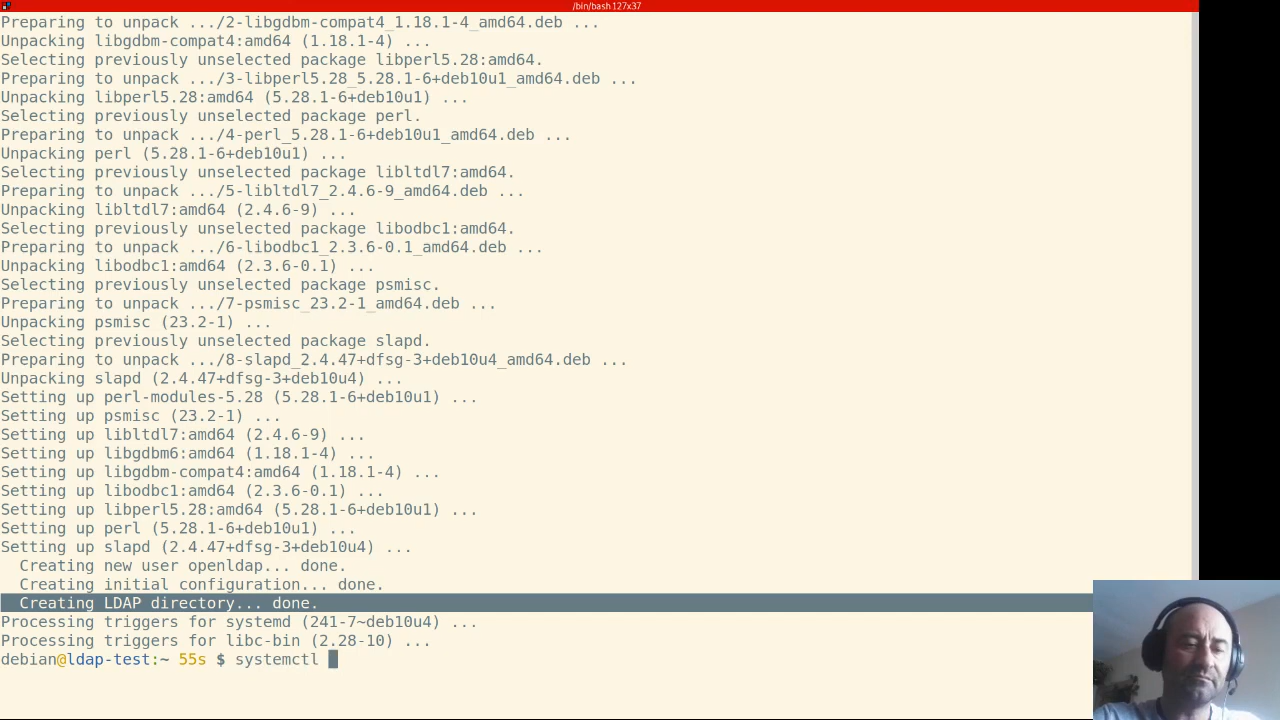 /bin/bash 127x37
Preparing to unpack .../2-libgdbm-compat4_1.18.1-4_amd64.deb ...
Unpacking libgdbm-compat4:amd64 (1.18.1-4) ...
Selecting previously unselected package libperl5.28:amd64.
Preparing to unpack .../3-libperl5.28_5.28.1-6+deb10u1_amd64.deb ...
Unpacking libperl5.28:amd64 (5.28.1-6+deb10u1) ...
Selecting previously unselected package perl.
Preparing to unpack .../4-perl_5.28.1-6+deb10u1_amd64.deb ...
Unpacking perl (5.28.1-6+deb10u1) ...
Selecting previously unselected package libltdl7:amd64.
Preparing to unpack .../5-libltdl7_2.4.6-9_amd64.deb ...
Unpacking libltdl7:amd64 (2.4.6-9) ...
Selecting previously unselected package libodbc1:amd64.
Preparing to unpack .../6-libodbc1_2.3.6-0.1_amd64.deb ...
Unpacking libodbc1:amd64 (2.3.6-0.1) ...
Selecting previously unselected package psmisc.
Preparing to unpack .../7-psmisc_23.2-1_amd64.deb ...
Unpacking psmisc (23.2-1) ...
Selecting previously unselected package slapd.
Preparing to unpack .../8-slapd_2.4.47+dfsg-3+deb10u4_amd64.deb ...
Unpacking slapd (2.4.47+dfsg-3+deb10u4) ...
Setting up perl-modules-5.28 (5.28.1-6+deb10u1) ...
Setting up psmisc (23.2-1) ...
Setting up libltdl7:amd64 (2.4.6-9) ...
Setting up libgdbm6:amd64 (1.18.1-4) ...
Setting up libgdbm-compat4:amd64 (1.18.1-4) ...
Setting up libodbc1:amd64 (2.3.6-0.1) ...
Setting up libperl5.28:amd64 (5.28.1-6+deb10u1) ...
Setting up perl (5.28.1-6+deb10u1) ...
Setting up slapd (2.4.47+dfsg-3+deb10u4) ...
  Creating new user openldap... done.
  Creating initial configuration... done.
  Creating LDAP directory... done.
Processing triggers for systemd (241-7~deb10u4) ...
Processing triggers for libc-bin (2.28-10) ...
debian@ldap-test:~ 55s $ systemctl